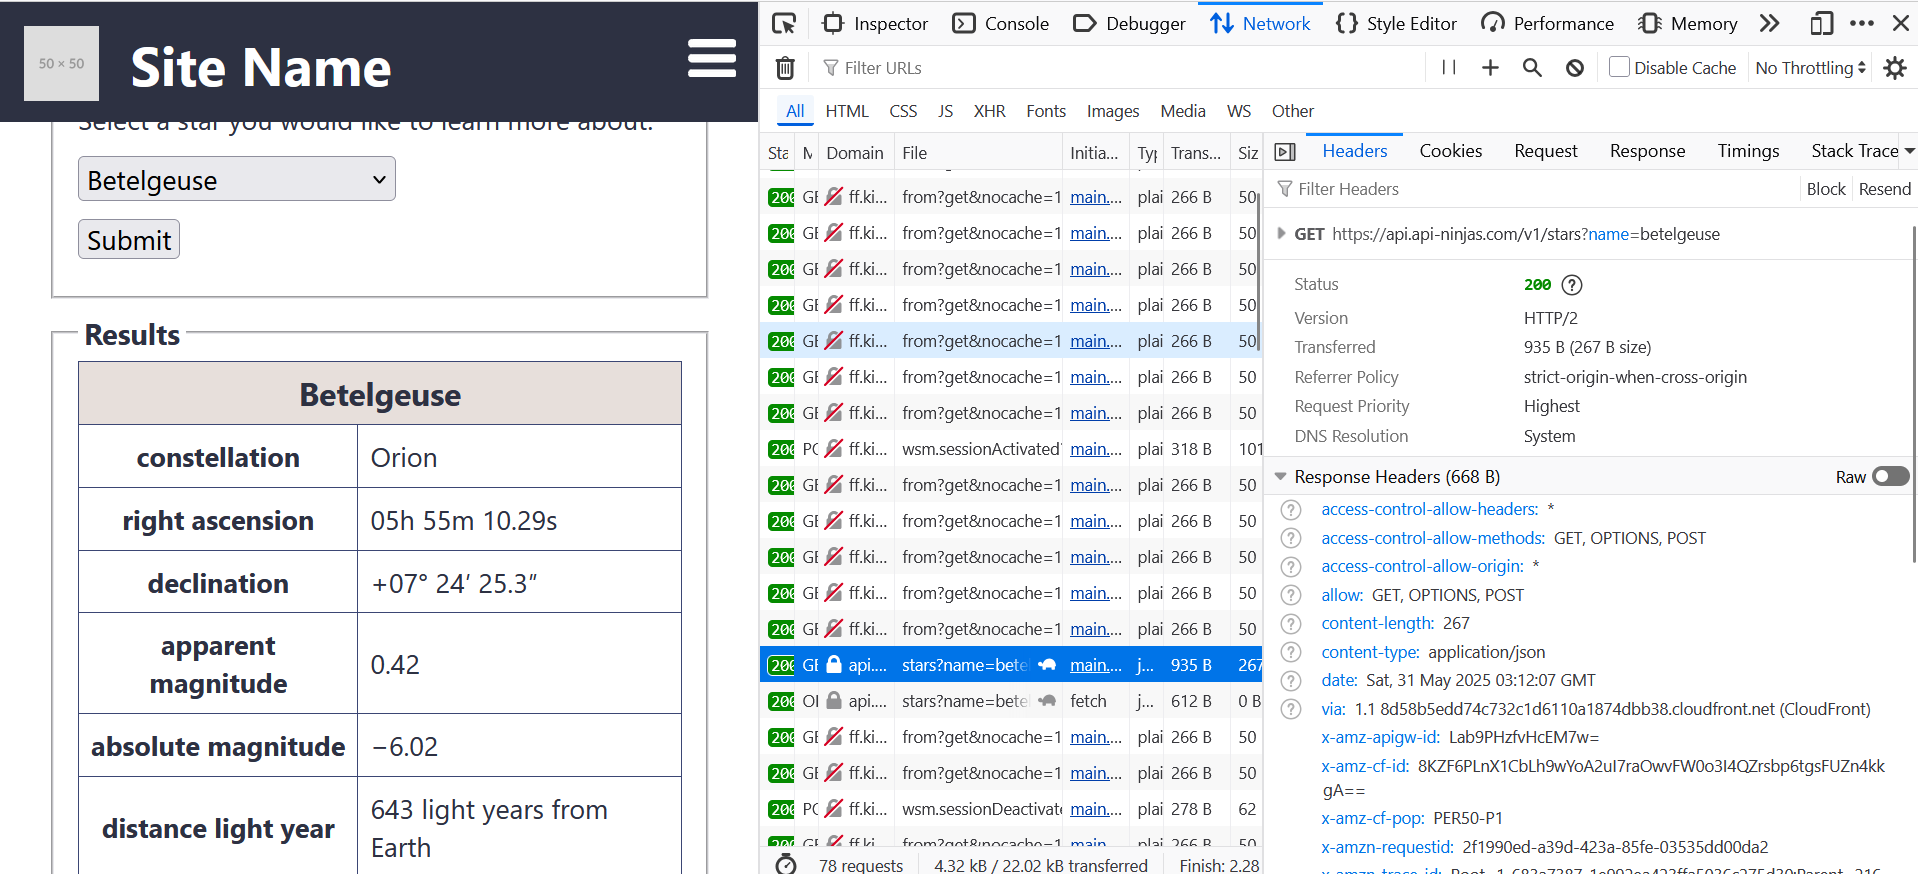 50 × 50
Site Name
Select a star you would like to learn more about.
Betelgeuse
Submit
Results
Betelgeuse
constellation Orion
right ascension 05h 55m 10.29s
declination +07° 24′ 25.3″
apparent magnitude 0.42
absolute magnitude −6.02
distance light year 643 light years from Earth
Inspector Console Debugger Network Style Editor Performance Memory
Filter URLs Disable Cache No Throttling
All HTML CSS JS XHR Fonts Images Media WS Other
Sta M Domain File Initia... Typ Trans... Siz
200 GE ff.ki... from?get&nocache=1 main.... plai 266 B 50
200 GE ff.ki... from?get&nocache=1 main.... plai 266 B 50
200 GE ff.ki... from?get&nocache=1 main.... plai 266 B 50
200 GE ff.ki... from?get&nocache=1 main.... plai 266 B 50
200 GE ff.ki... from?get&nocache=1 main.... plai 266 B 50
200 GE ff.ki... from?get&nocache=1 main.... plai 266 B 50
200 GE ff.ki... from?get&nocache=1 main.... plai 266 B 50
200 PO ff.ki... wsm.sessionActivated main.... plai 318 B 101
200 GE ff.ki... from?get&nocache=1 main.... plai 266 B 50
200 GE ff.ki... from?get&nocache=1 main.... plai 266 B 50
200 GE ff.ki... from?get&nocache=1 main.... plai 266 B 50
200 GE ff.ki... from?get&nocache=1 main.... plai 266 B 50
200 GE ff.ki... from?get&nocache=1 main.... plai 266 B 50
200 GE api.... stars?name=betel main.... j... 935 B 267
200 OI api.... stars?name=betel fetch j... 612 B 0 B
200 GE ff.ki... from?get&nocache=1 main.... plai 266 B 50
200 GE ff.ki... from?get&nocache=1 main.... plai 266 B 50
200 PO ff.ki... wsm.sessionDeactivate main.... plai 278 B 62
200 GE ff.ki... from?get&nocache=1 main.... plai 266 B 50
78 requests 4.32 kB / 22.02 kB transferred Finish: 2.28
Headers Cookies Request Response Timings Stack Trace
Filter Headers Block Resend
GET https://api.api-ninjas.com/v1/stars?name=betelgeuse
Status 200
Version HTTP/2
Transferred 935 B (267 B size)
Referrer Policy strict-origin-when-cross-origin
Request Priority Highest
DNS Resolution System
Response Headers (668 B) Raw
access-control-allow-headers: *
access-control-allow-methods: GET, OPTIONS, POST
access-control-allow-origin: *
allow: GET, OPTIONS, POST
content-length: 267
content-type: application/json
date: Sat, 31 May 2025 03:12:07 GMT
via: 1.1 8d58b5edd74c732c1d6110a1874dbb38.cloudfront.net (CloudFront)
x-amz-apigw-id: Lab9PHzfvHcEM7w=
x-amz-cf-id: 8KZF6PLnX1CbLh9wYoA2uI7raOwvFW0o3I4QZrsbp6tgsFUZn4kk
gA==
x-amz-cf-pop: PER50-P1
x-amzn-requestid: 2f1990ed-a39d-423a-85fe-03535dd00da2